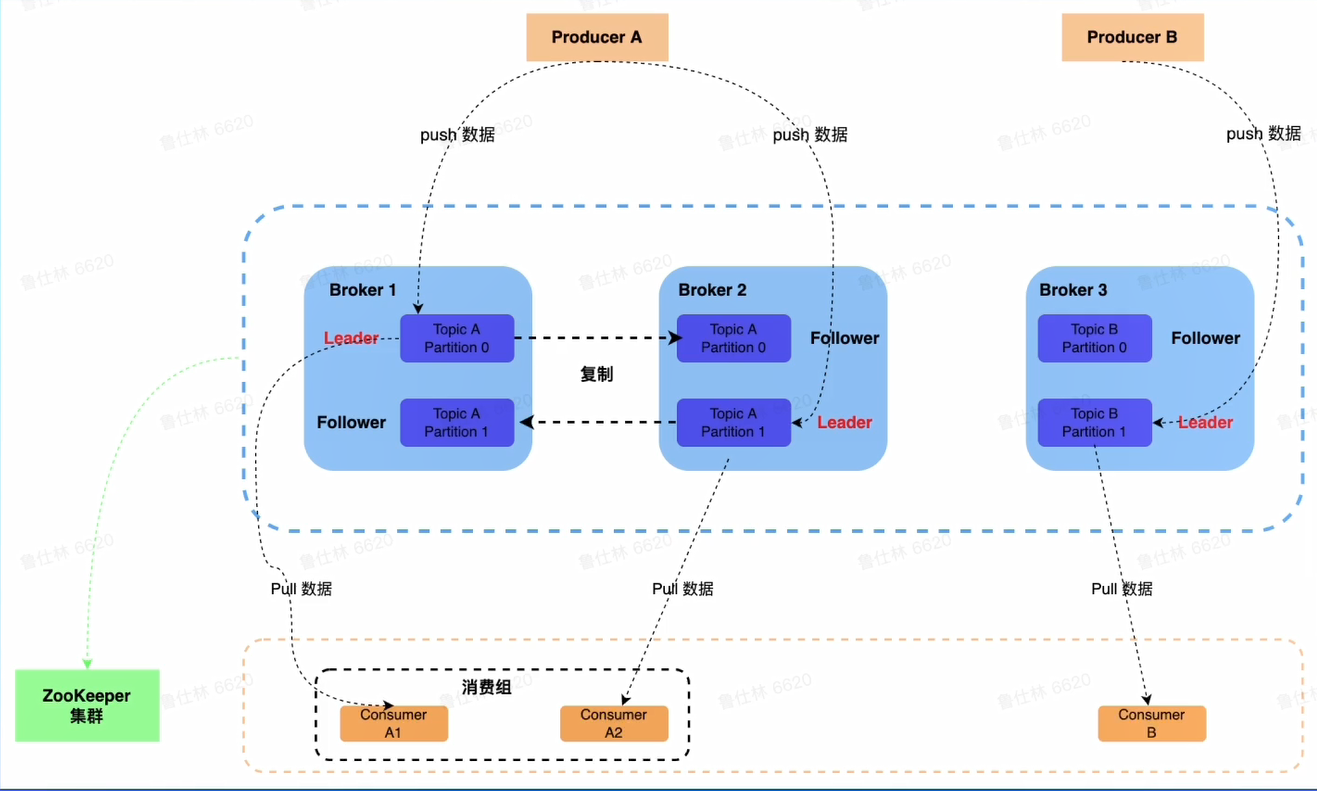 Producer A
Producer B
push 数据
push 数据
push 数据
Broker 1
Broker 2
Broker 3
Leader
Topic A
Partition 0
Topic A
Partition 0
Follower
Topic B
Partition 0
Follower
复制
Follower
Topic A
Partition 1
Topic A
Partition 1
Leader
Topic B
Partition 1
Leader
Pull 数据
Pull 数据
Pull 数据
ZooKeeper
集群
消费组
Consumer
A1
Consumer
A2
Consumer
B
鲁仕林 6620